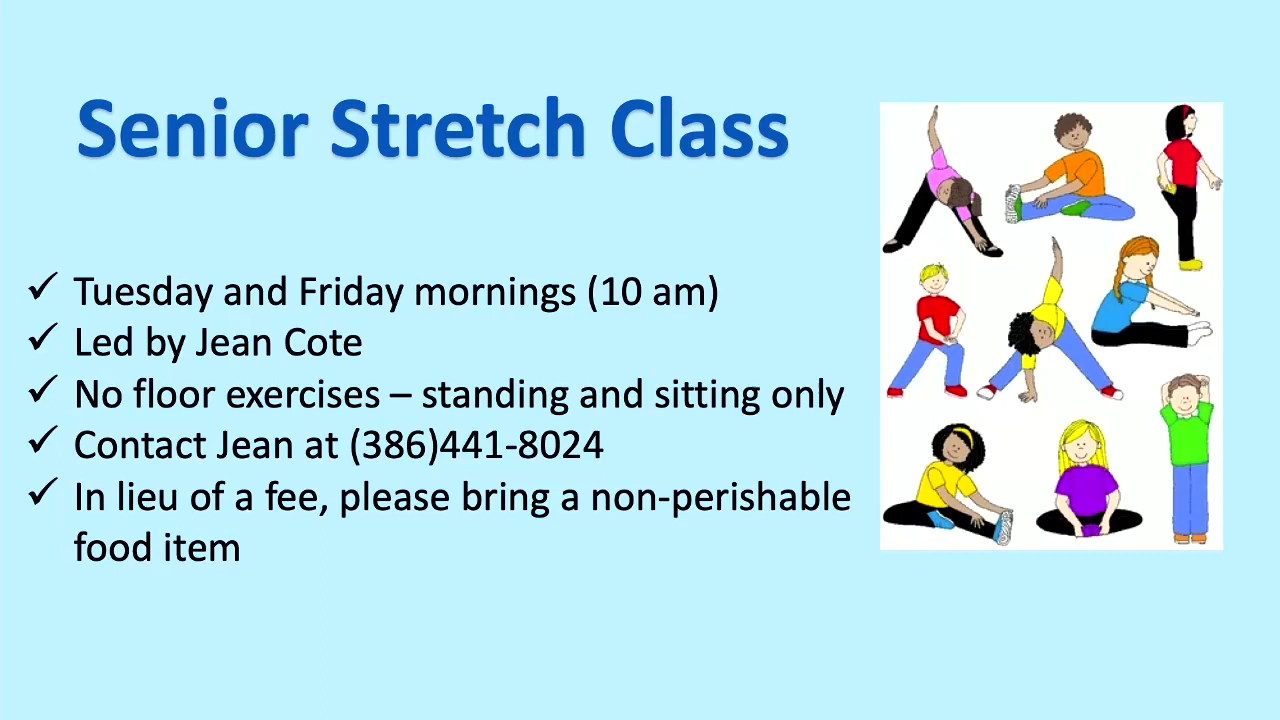 Senior Stretch Class
✓ Tuesday and Friday mornings (10 am)
✓ Led by Jean Cote
✓ No floor exercises – standing and sitting only
✓ Contact Jean at (386)441-8024
✓ In lieu of a fee, please bring a non-perishable
food item